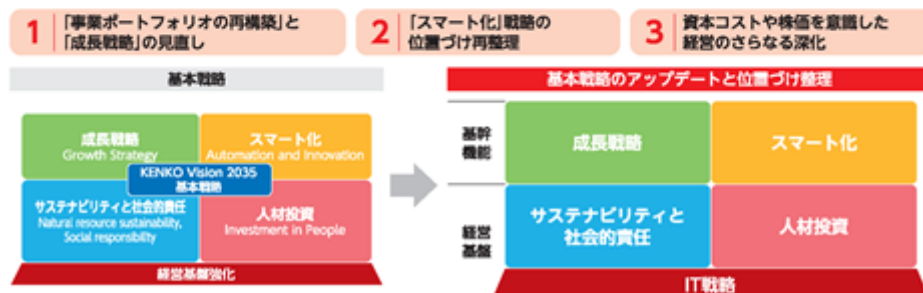 1
「事業ポートフォリオの再構築」と
「成長戦略」の見直し
2
「スマート化」戦略の
位置づけ再整理
3
資本コストや株価を意識した
経営のさらなる深化
基本戦略
成長戦略
Growth Strategy
スマート化
Automation and Innovation
KENKO Vision 2035
基本戦略
サステナビリティと社会的責任
Natural resource sustainability,
Social responsibility
人材投資
Investment in People
経営基盤強化
基本戦略のアップデートと位置づけ整理
基幹
機能
成長戦略
スマート化
経営
基盤
サステナビリティと
社会的責任
人材投資
IT戦略